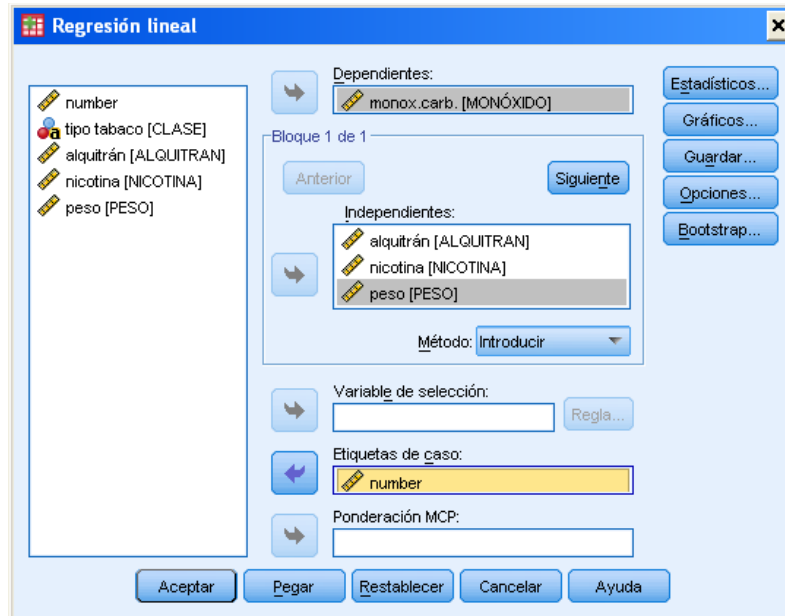 Regresión lineal
number
tipo tabaco [CLASE]
alquitrán [ALQUITRAN]
nicotina [NICOTINA]
peso [PESO]
Dependientes:
monox.carb. [MONÓXIDO]
Bloque 1 de 1
Anterior
Siguiente
Independientes:
alquitrán [ALQUITRAN]
nicotina [NICOTINA]
peso [PESO]
Método: Introducir
Variable de selección:
Regla...
Etiquetas de caso:
number
Ponderación MCP:
Estadísticos...
Gráficos...
Guardar...
Opciones...
Bootstrap...
Aceptar
Pegar
Restablecer
Cancelar
Ayuda